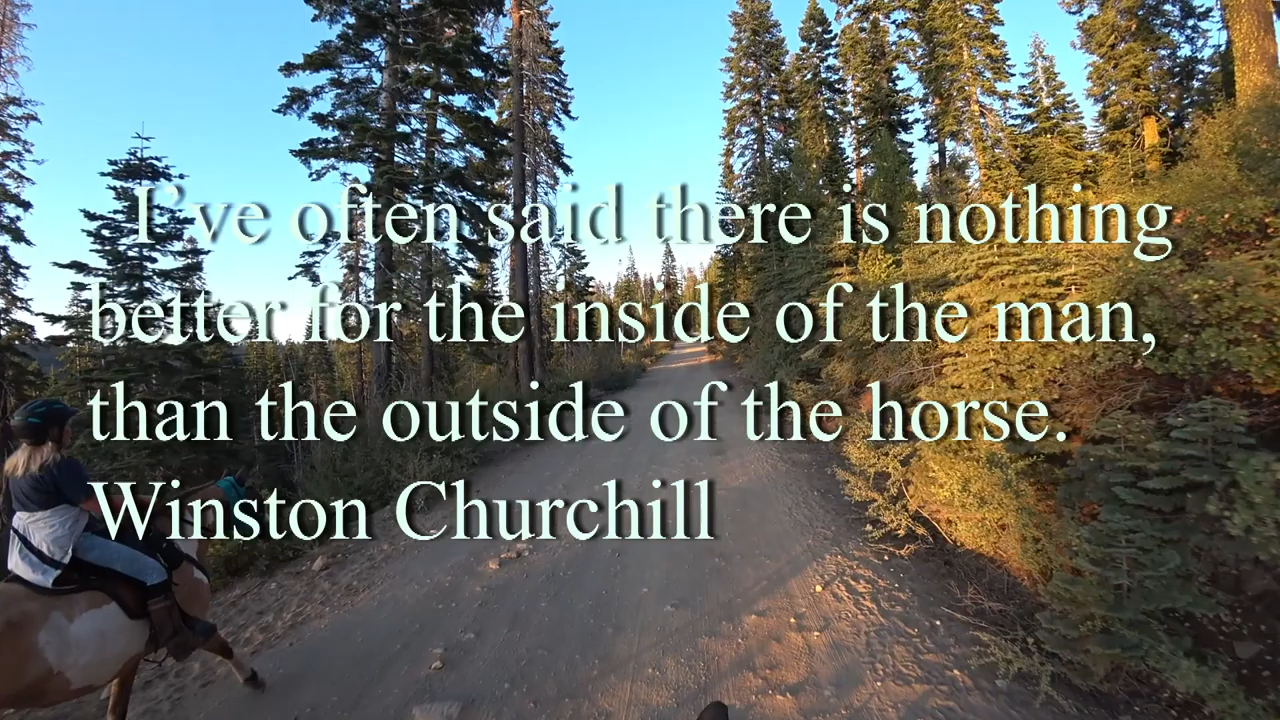 I've often said there is nothing
better for the inside of the man,
than the outside of the horse.
Winston Churchill